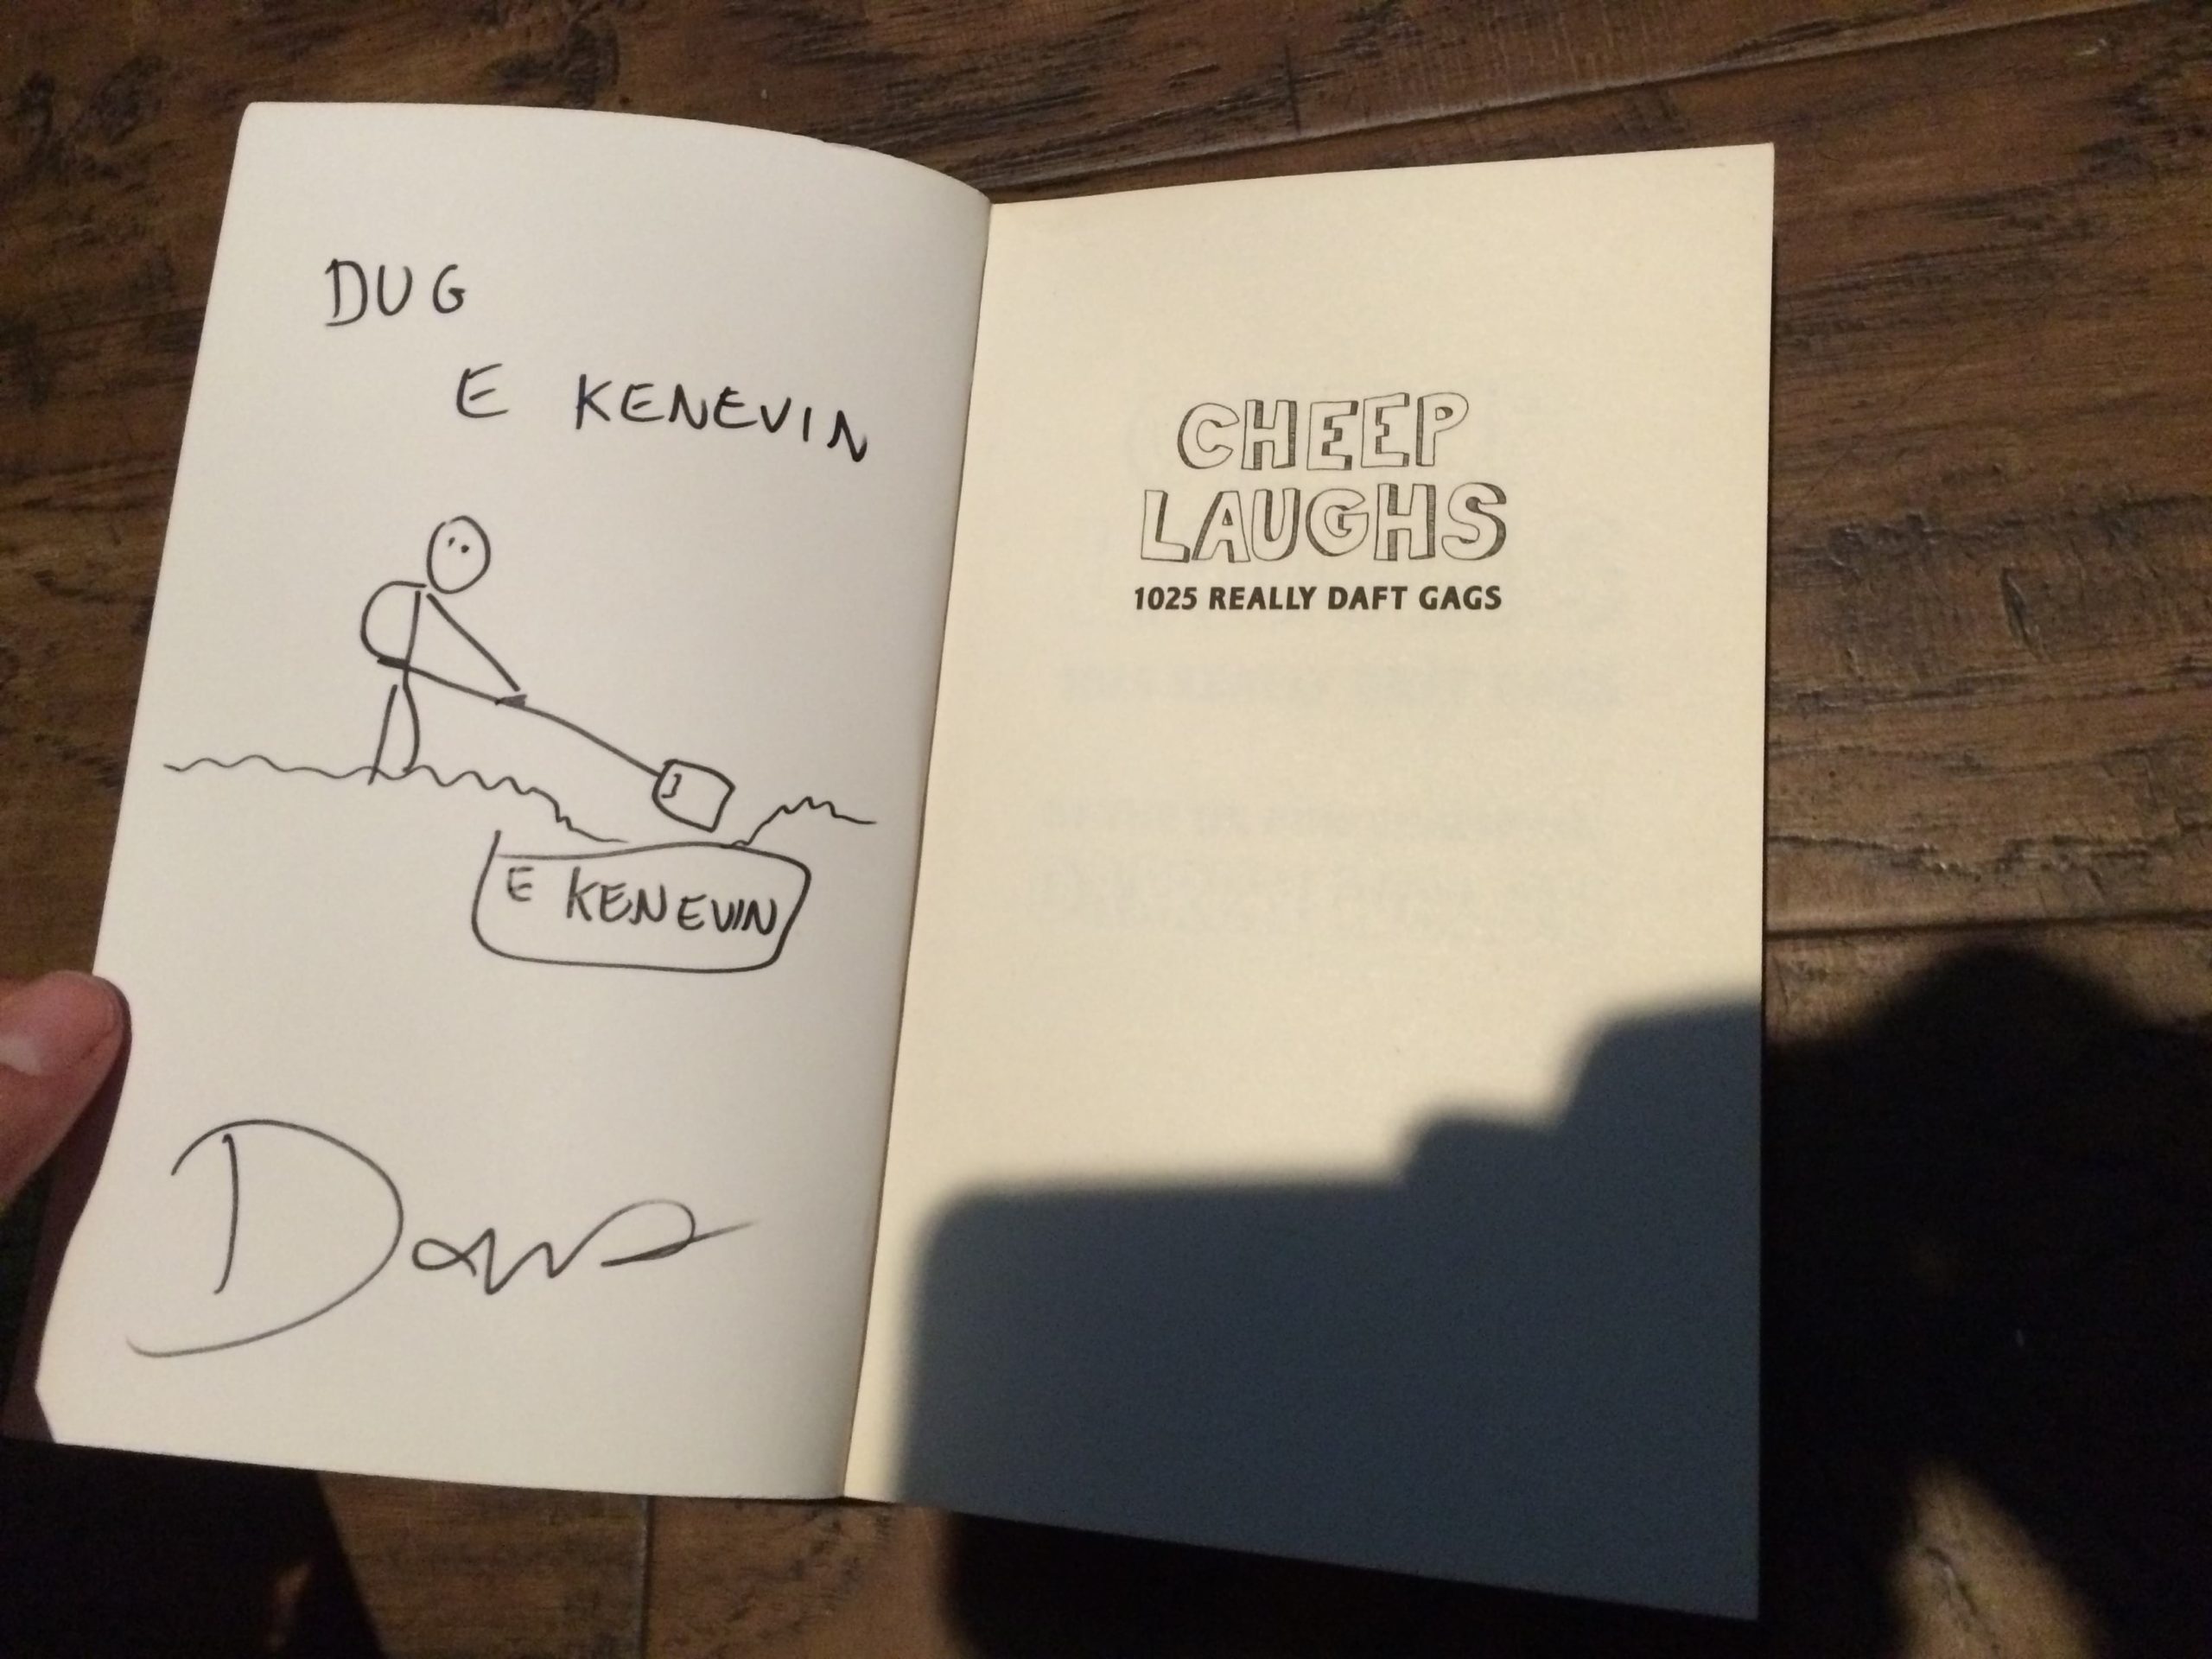 DUG
E KENEVIN
E KENEVIN
CHEEP
LAUGHS
1025 REALLY DAFT GAGS